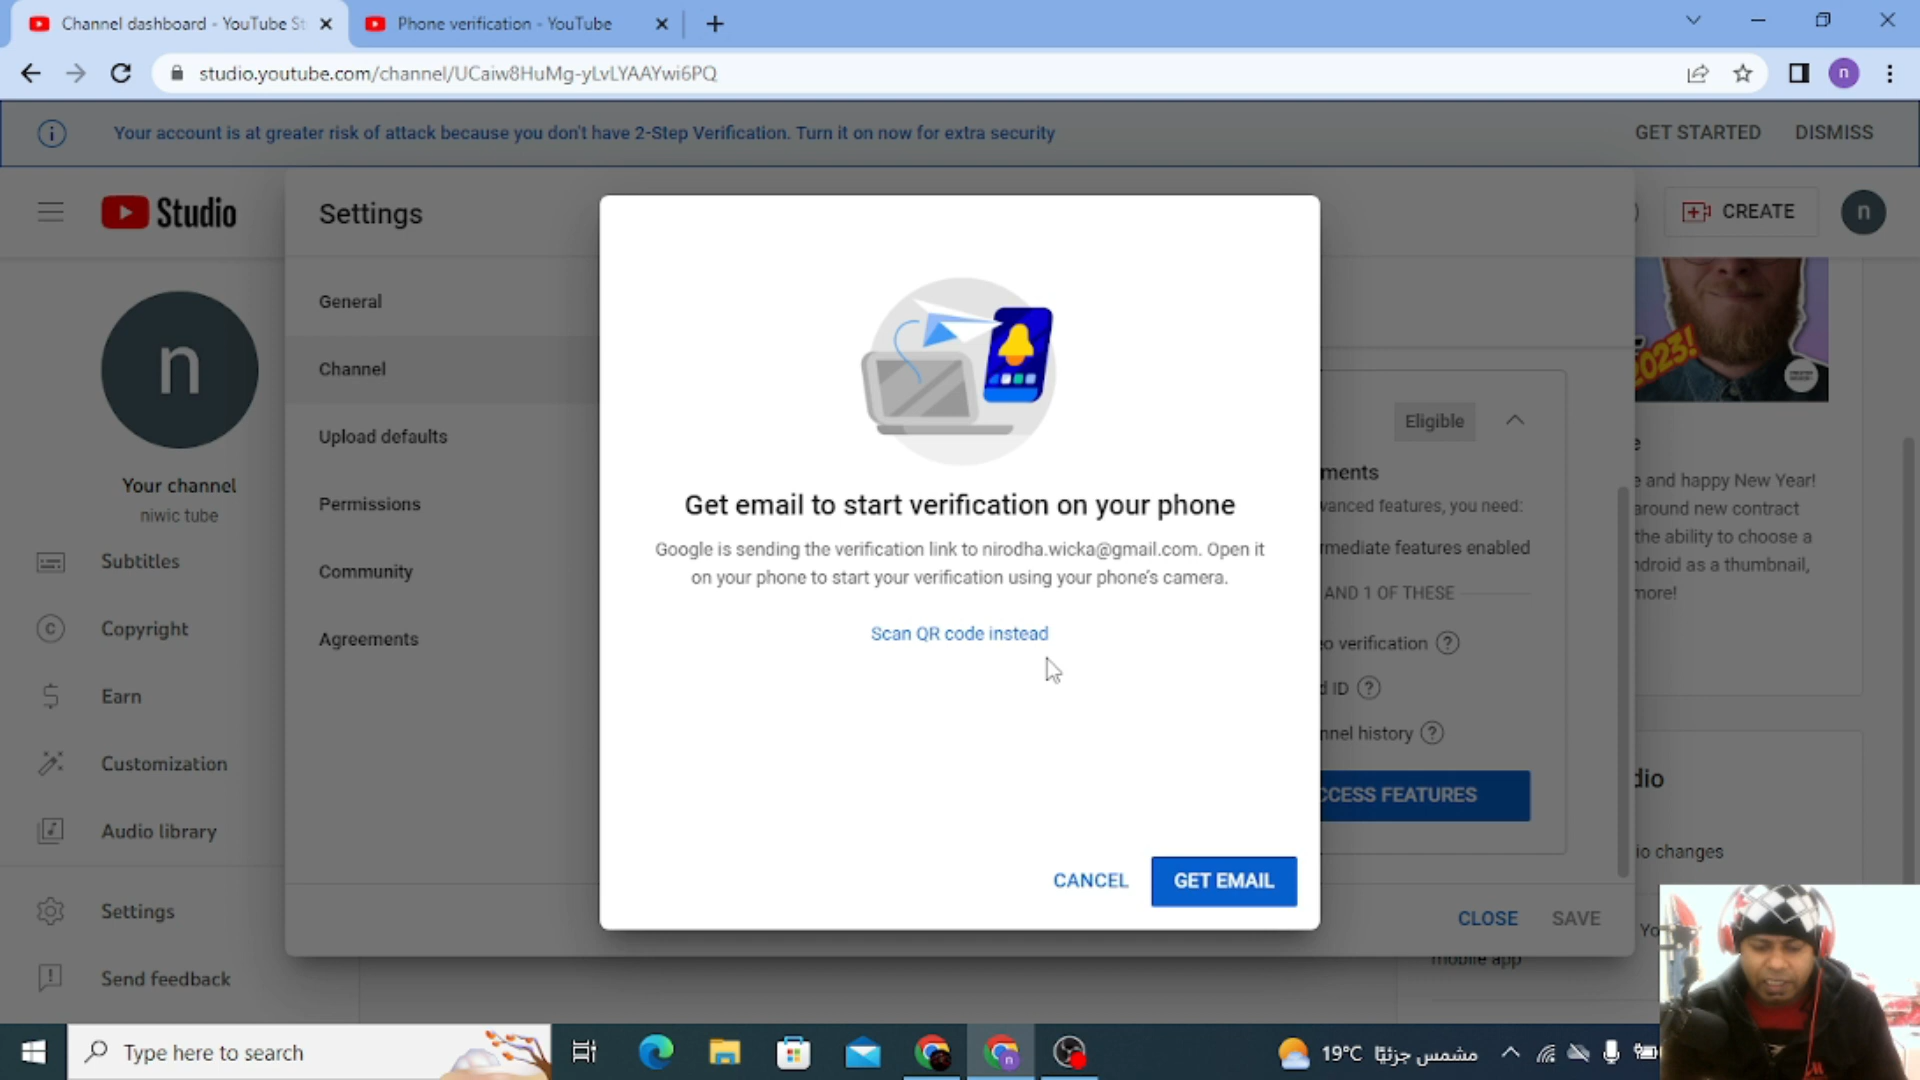 Channel dashboard - YouTube St
Phone verification - YouTube
studio.youtube.com/channel/UCaiw8HuMg-yLvLYAAYwi6PQ
n
Your account is at greater risk of attack because you don't have 2-Step Verification. Turn it on now for extra security
GET STARTED
DISMISS
Studio
Settings
CREATE
n
n
Your channel
niwic tube
Subtitles
Copyright
Earn
Customization
Audio library
Settings
Send feedback
General
Channel
Upload defaults
Permissions
Community
Agreements
Get email to start verification on your phone
Google is sending the verification link to nirodha.wicka@gmail.com. Open it
on your phone to start your verification using your phone's camera.
Scan QR code instead
CANCEL
GET EMAIL
Eligible
ments
vanced features, you need:
rmediate features enabled
AND 1 OF THESE
eo verification
d ID
nnel history
CCESS FEATURES
CLOSE
SAVE
2023!
e
e and happy New Year!
around new contract
the ability to choose a
ndroid as a thumbnail,
more!
dio
io changes
Yo
mobile app
Type here to search
19°C مشمس جزئيًا